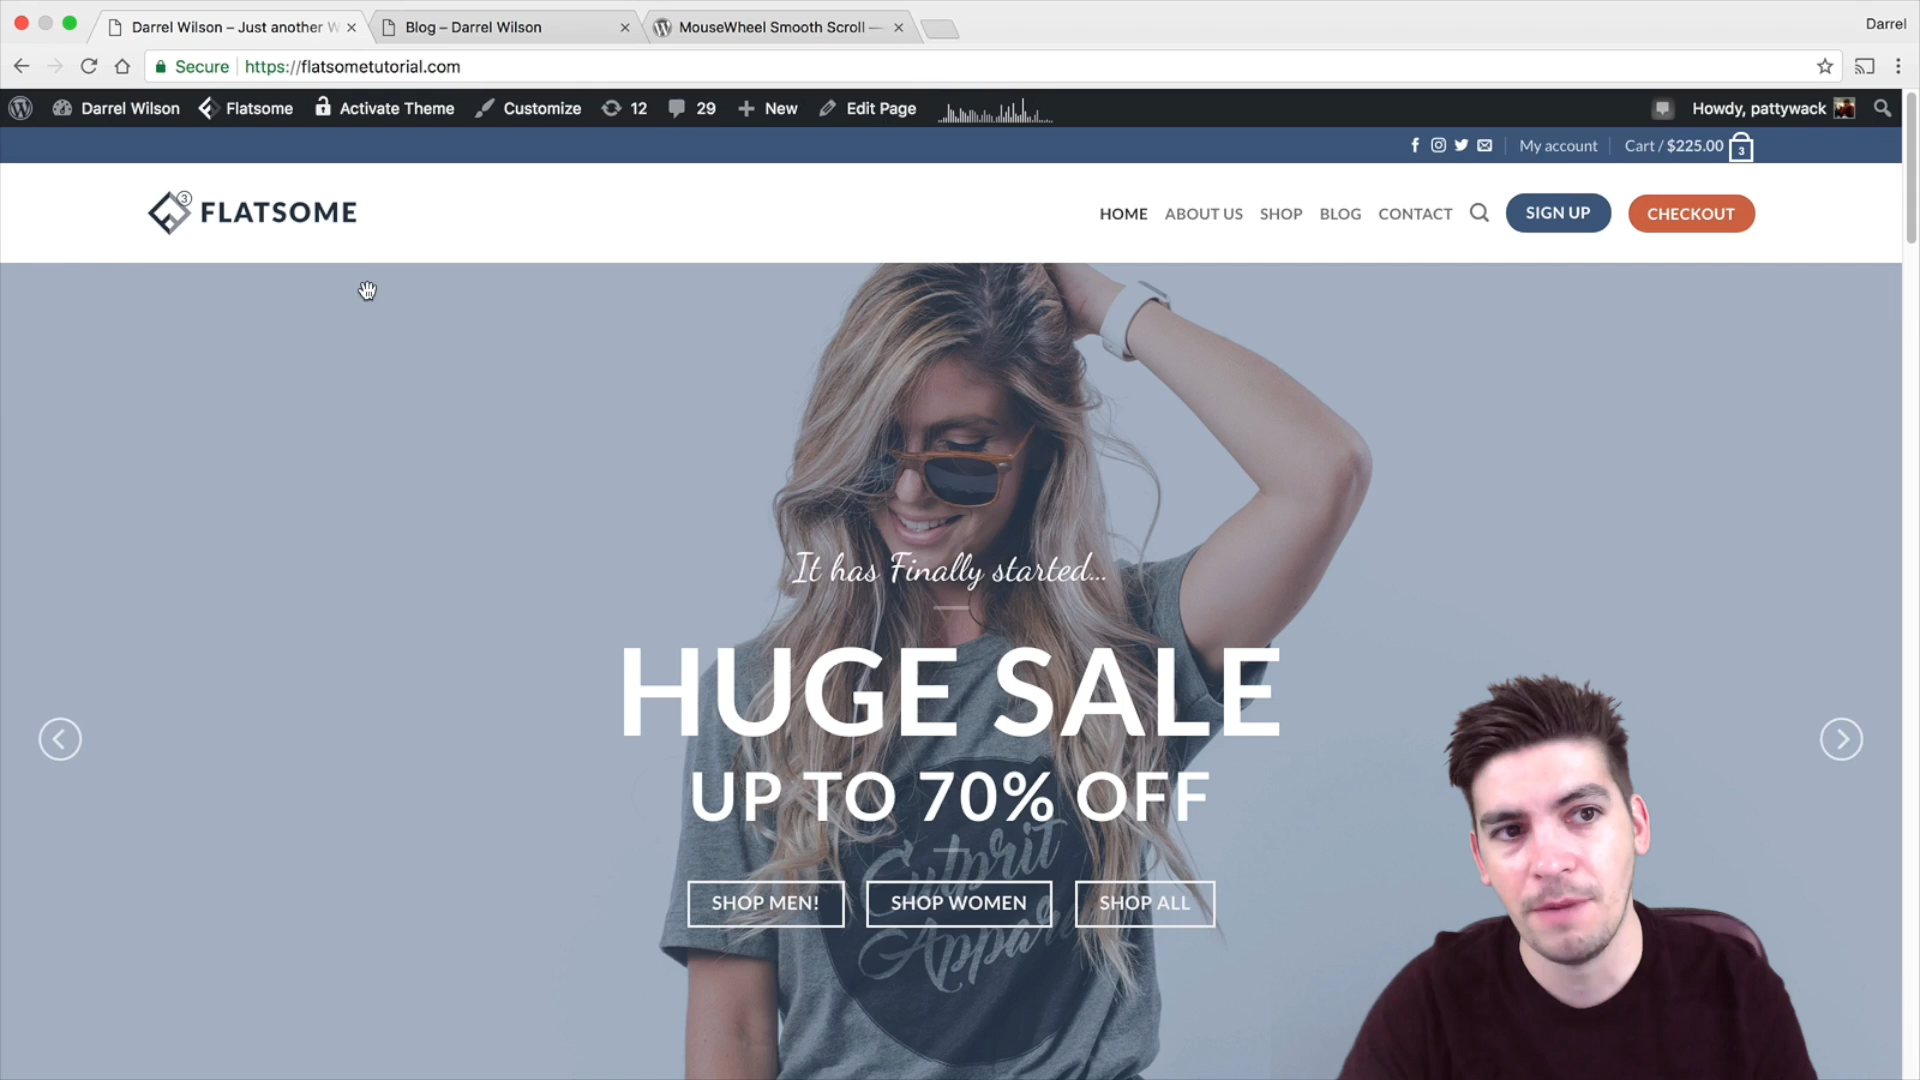 Darrel Wilson – Just another W
Blog – Darrel Wilson
MouseWheel Smooth Scroll —
Darrel
Secure
https://flatsometutorial.com
Darrel Wilson
Flatsome
Activate Theme
Customize
12
29
New
Edit Page
Howdy, pattywack
My account
Cart / $225.00
3
3
FLATSOME
HOME
ABOUT US
SHOP
BLOG
CONTACT
SIGN UP
CHECKOUT
It has Finally started...
HUGE SALE
UP TO 70% OFF
Culprit
Apparel
SHOP MEN!
SHOP WOMEN
SHOP ALL